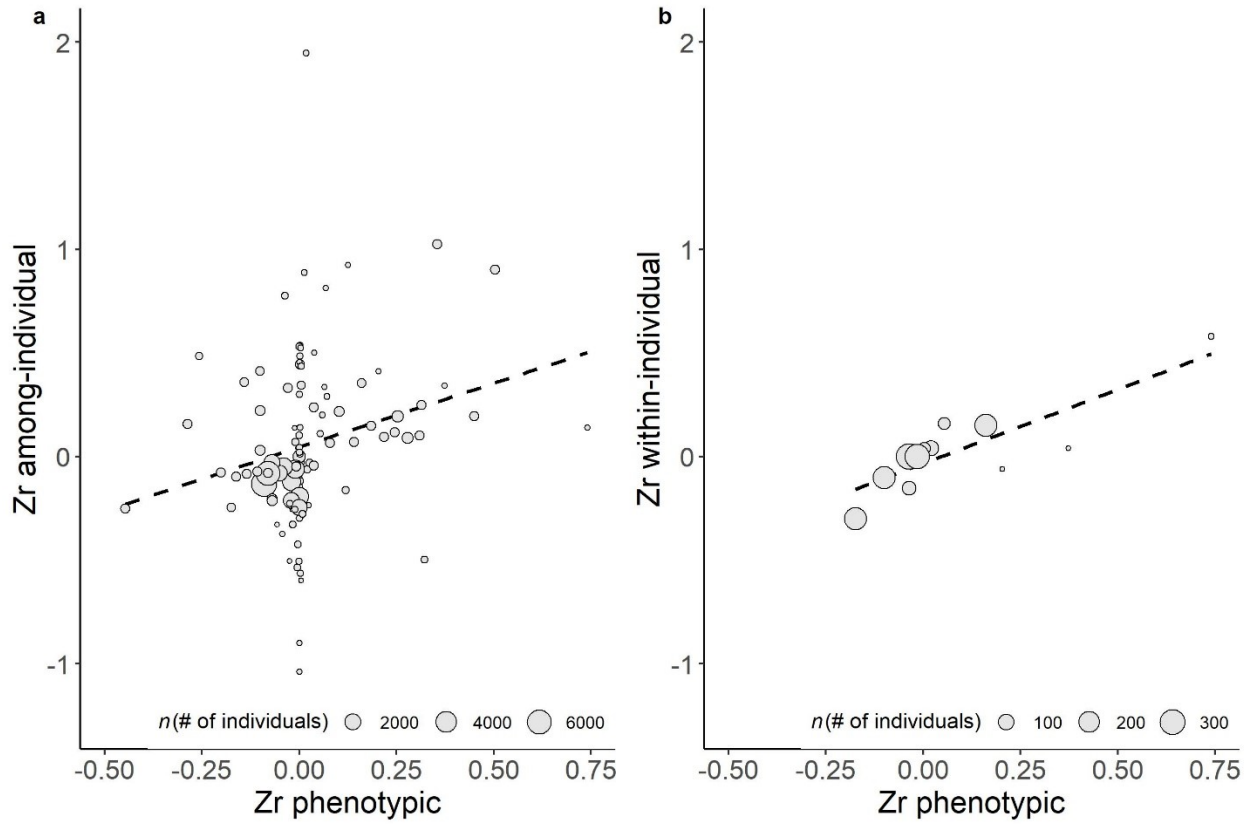 a
Zr among-individual
2
1
0
-1
n (# of individuals) 2000 4000 6000
-0.50 -0.25 0.00 0.25 0.50 0.75
Zr phenotypic
b
Zr within-individual
2
1
0
-1
n (# of individuals) 100 200 300
-0.50 -0.25 0.00 0.25 0.50 0.75
Zr phenotypic